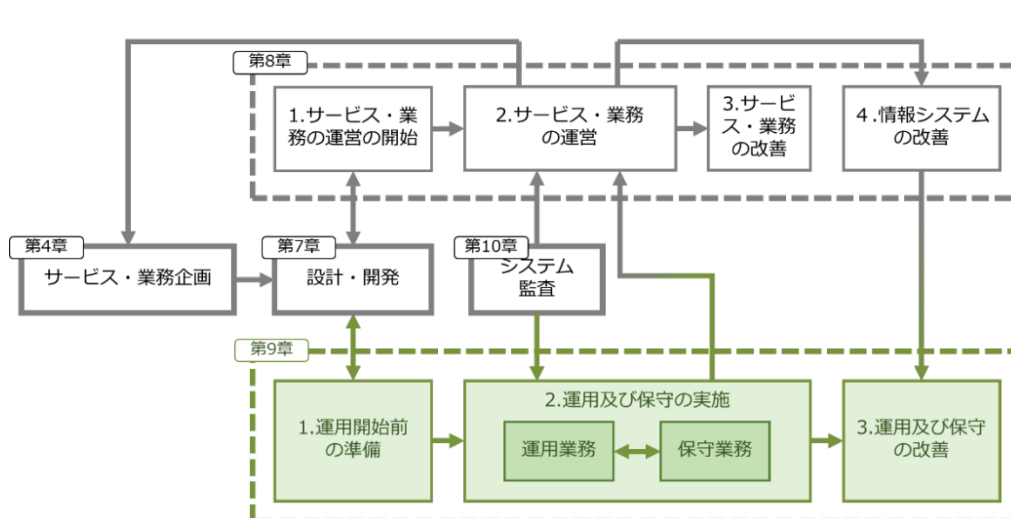 第8章
1.サービス・業
務の運営の開始
2.サービス・業務
の運営
3.サービ
ス・業務
の改善
４.情報システム
の改善
第4章
サービス・業務企画
第7章
設計・開発
第10章
システム
監査
第9章
1.運用開始前
の準備
2.運用及び保守の実施
運用業務
保守業務
3.運用及び保守
の改善